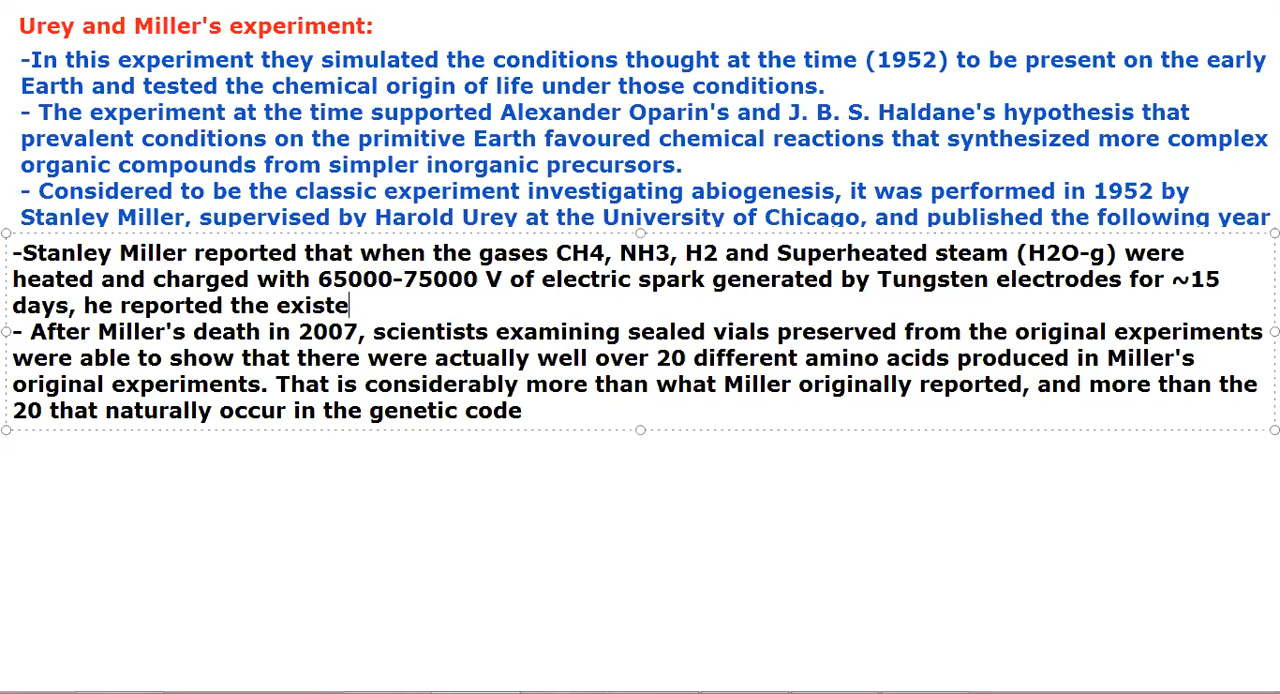 Urey and Miller's experiment:
-In this experiment they simulated the conditions thought at the time (1952) to be present on the early
Earth and tested the chemical origin of life under those conditions.
- The experiment at the time supported Alexander Oparin's and J. B. S. Haldane's hypothesis that
prevalent conditions on the primitive Earth favoured chemical reactions that synthesized more complex
organic compounds from simpler inorganic precursors.
- Considered to be the classic experiment investigating abiogenesis, it was performed in 1952 by
Stanley Miller, supervised by Harold Urey at the University of Chicago, and published the following year
-Stanley Miller reported that when the gases CH4, NH3, H2 and Superheated steam (H2O-g) were
heated and charged with 65000-75000 V of electric spark generated by Tungsten electrodes for ~15
days, he reported the existe
- After Miller's death in 2007, scientists examining sealed vials preserved from the original experiments
were able to show that there were actually well over 20 different amino acids produced in Miller's
original experiments. That is considerably more than what Miller originally reported, and more than the
20 that naturally occur in the genetic code